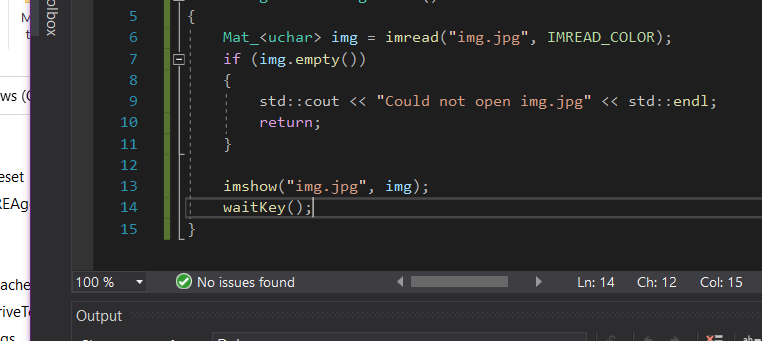 olbox
M
t
ws (
eset
REAg
ache
riveTe
gs
5 {
6 Mat_<uchar> img = imread("img.jpg", IMREAD_COLOR);
7 if (img.empty())
8 {
9 std::cout << "Could not open img.jpg" << std::endl;
10 return;
11 }
12
13 imshow("img.jpg", img);
14 waitKey();
15 }
100 % No issues found Ln: 14 Ch: 12 Col: 15
Output